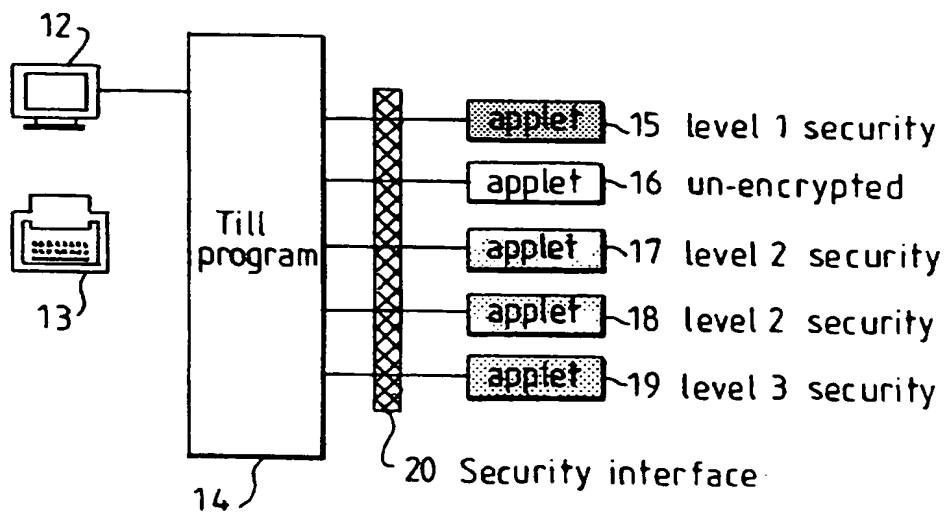 12
applet 15 level 1 security
applet 16 un-encrypted
Till
program
applet 17 level 2 security
13
applet 18 level 2 security
applet 19 level 3 security
14
20 Security interface